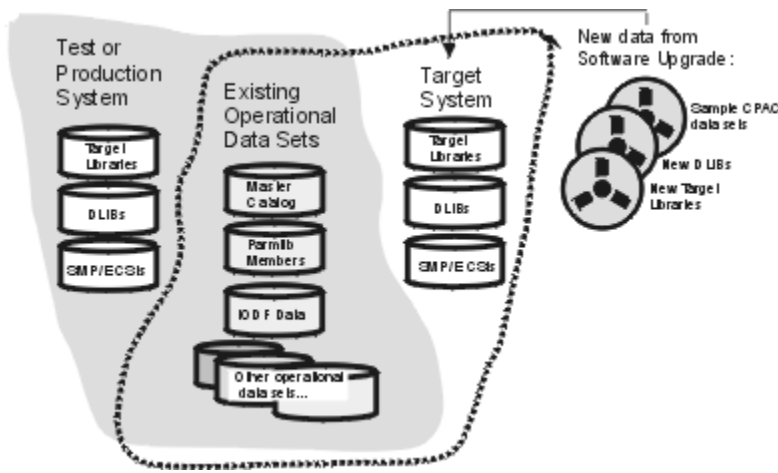 Test or
Production
System
Target
Libraries
DLIBs
SMP/ECSIs
Existing
Operational
Data Sets
Master
Catalog
Parmlib
Members
IODF Data
Other operational
data sets...
Target
System
Target
Libraries
DLIBs
SMP/ECSIs
New data from
Software Upgrade:
Sample CPAC
data sets
New DLIBs
New Target
Libraries